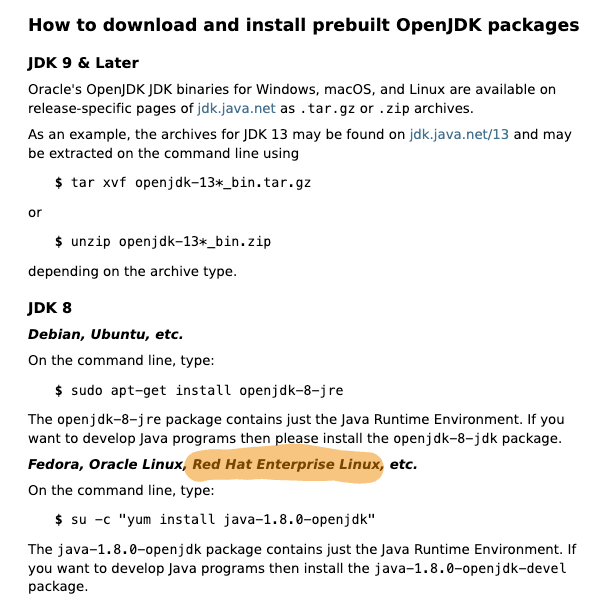 How to download and install prebuilt OpenJDK packages
JDK 9 & Later
Oracle's OpenJDK JDK binaries for Windows, macOS, and Linux are available on
release-specific pages of jdk.java.net as .tar.gz or .zip archives.
As an example, the archives for JDK 13 may be found on jdk.java.net/13 and may
be extracted on the command line using
$ tar xvf openjdk-13*_bin.tar.gz
or
$ unzip openjdk-13*_bin.zip
depending on the archive type.
JDK 8
Debian, Ubuntu, etc.
On the command line, type:
$ sudo apt-get install openjdk-8-jre
The openjdk-8-jre package contains just the Java Runtime Environment. If you
want to develop Java programs then please install the openjdk-8-jdk package.
Fedora, Oracle Linux, Red Hat Enterprise Linux, etc.
On the command line, type:
$ su -c "yum install java-1.8.0-openjdk"
The java-1.8.0-openjdk package contains just the Java Runtime Environment. If
you want to develop Java programs then install the java-1.8.0-openjdk-devel
package.